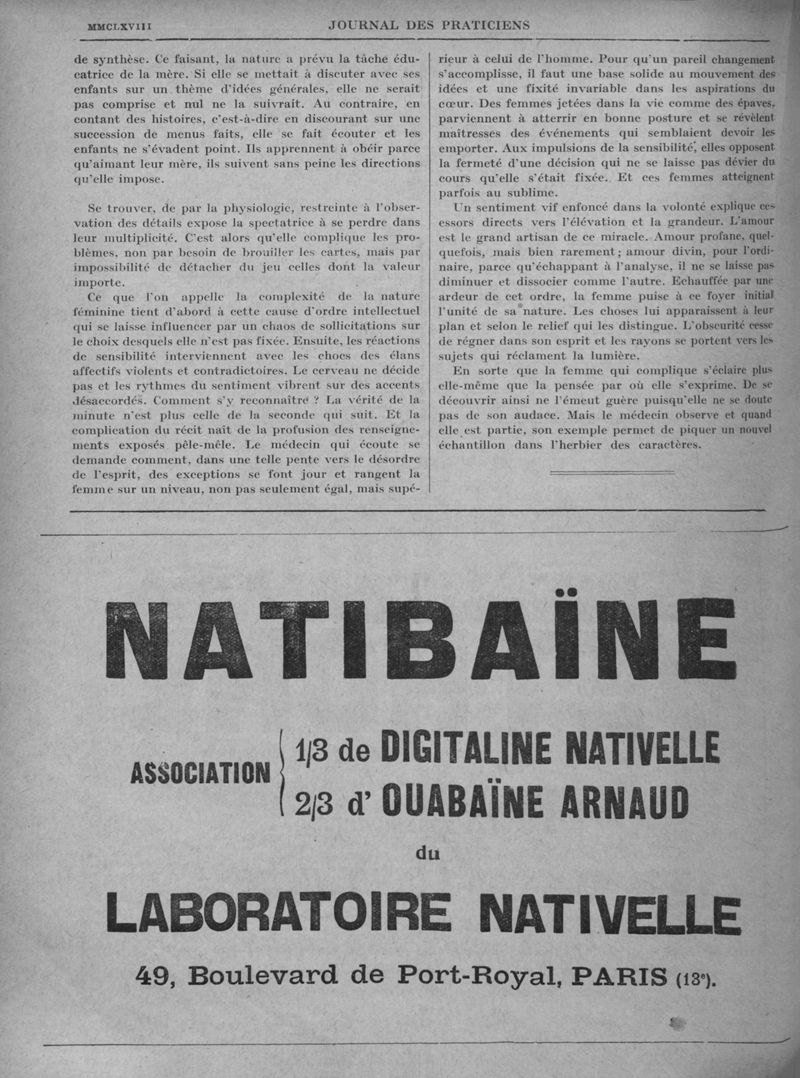 MMCLXVIII JOURNAL DES PRATICIENS
de synthèse. Ce faisant, la nature a prévu la tâche édu-
catrice de la mère. Si elle se mettait à discuter avec ses
enfants sur un thème d'idées générales, elle ne serait
pas comprise et nul ne la suivrait. Au contraire, en
contant des histoires, c'est-à-dire en discourant sur une
succession de menus faits, elle se fait écouter et les
enfants ne s'évadent point. Ils apprennent à obéir parce
qu'aimant leur mère, ils suivent sans peine les directions
qu'elle impose.
Se trouver, de par la physiologie, restreinte à l'obser-
vation des détails expose la spectatrice à se perdre dans
leur multiplicité. C'est alors qu'elle complique les pro-
blèmes, non par besoin de brouiller les cartes, mais par
impossibilité de détacher du jeu celles dont la valeur
importe.
Ce que l'on appelle la complexité de la nature
féminine tient d'abord à cette cause d'ordre intellectuel
qui se laisse influencer par un chaos de sollicitations sur
le choix desquels elle n'est pas fixée. Ensuite, les réactions
de sensibilité interviennent avec les chocs des élans
affectifs violents et contradictoires. Le cerveau ne décide
pas et les rythmes du sentiment vibrent sur des accents
désaccordés. Comment s'y reconnaître ? La vérité de la
minute n'est plus celle de la seconde qui suit. Et la
complication du récit naît de la profusion des renseigne-
ments exposés pêle-mêle. Le médecin qui écoute se
demande comment, dans une telle pente vers le désordre
de l'esprit, des exceptions se font jour et rangent la
femme sur un niveau, non pas seulement égal, mais supé-
rieur à celui de l'homme. Pour qu'un pareil changement
s'accomplisse, il faut une base solide au mouvement des
idées et une fixité invariable dans les aspirations du
cœur. Des femmes jetées dans la vie comme des épaves,
parviennent à atterrir en bonne posture et se révèlent
maîtresses des événements qui semblaient devoir les
emporter. Aux impulsions de la sensibilité, elles opposent
la fermeté d'une décision qui ne se laisse pas dévier du
cours qu'elle s'était fixée. Et ces femmes atteignent
parfois au sublime.
Un sentiment vif enfoncé dans la volonté explique ces
essors directs vers l'élévation et la grandeur. L'amour
est le grand artisan de ce miracle. Amour profane, quel-
quefois, mais bien rarement ; amour divin, pour l'ordi-
naire, parce qu'échappant à l'analyse, il ne se laisse pas
diminuer et dissocier comme l'autre. Echauffée par une
ardeur de cet ordre, la femme puise à ce foyer initial
l'unité de sa nature. Les choses lui apparaissent à leur
plan et selon le relief qui les distingue. L'obscurité cesse
de régner dans son esprit et les rayons se portent vers les
sujets qui réclament la lumière.
En sorte que la femme qui complique s'éclaire plus
elle-même que la pensée par où elle s'exprime. De se
découvrir ainsi ne l'émeut guère puisqu'elle ne se doute
pas de son audace. Mais le médecin observe et quand
elle est partie, son exemple permet de piquer un nouvel
échantillon dans l'herbier des caractères.
NATIBAÏNE
ASSOCIATION
1/3 de DIGITALINE NATIVELLE
2/3 d' OUABAÏNE ARNAUD
du
LABORATOIRE NATIVELLE
49, Boulevard de Port-Royal, PARIS (13e).